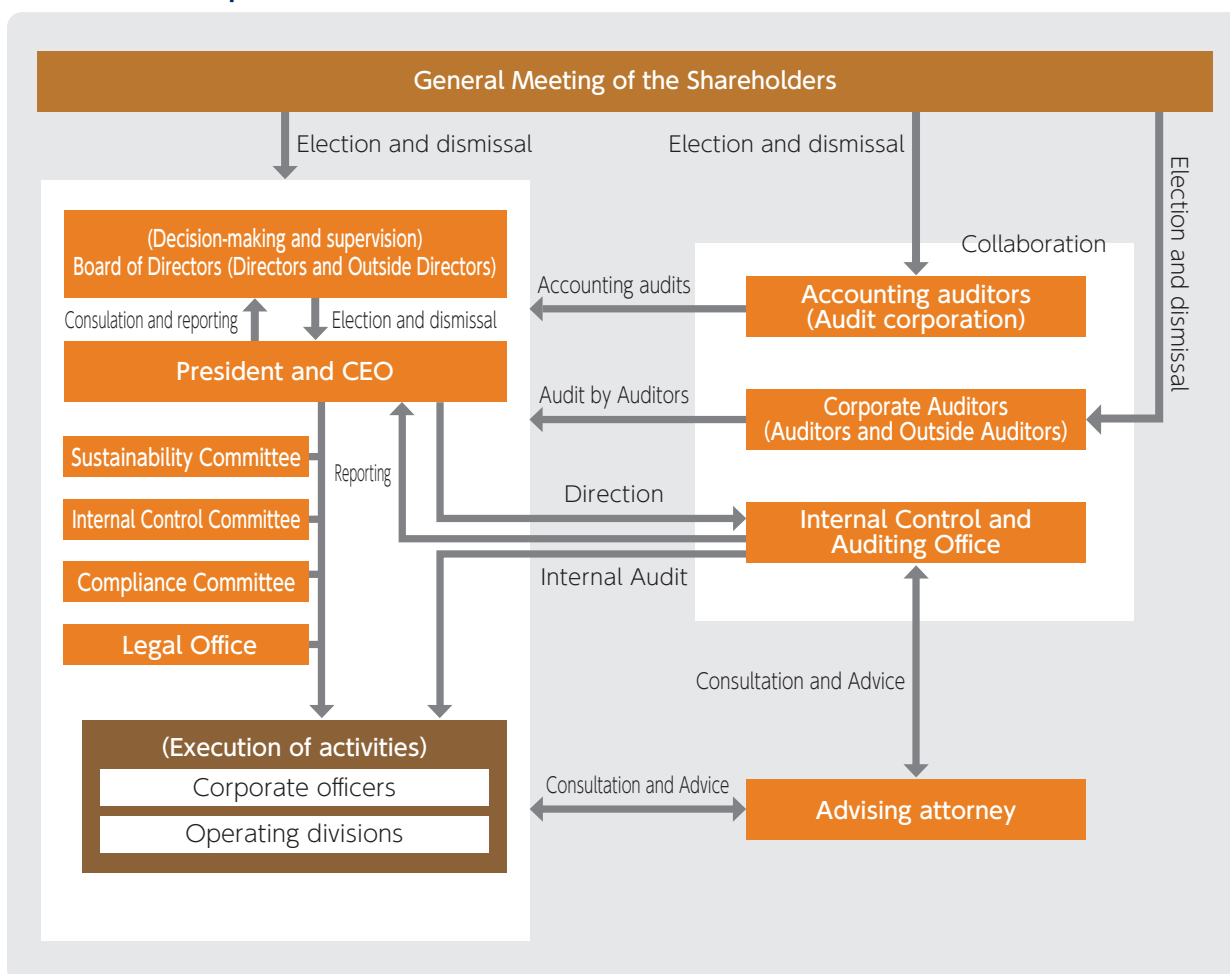 General Meeting of the Shareholders
Election and dismissal
Election and dismissal
Election and dismissal
(Decision-making and supervision)
Board of Directors (Directors and Outside Directors)
Consulation and reporting
Election and dismissal
President and CEO
Sustainability Committee
Internal Control Committee
Compliance Committee
Legal Office
Reporting
(Execution of activities)
Corporate officers
Operating divisions
Accounting audits
Audit by Auditors
Direction
Internal Audit
Collaboration
Accounting auditors
(Audit corporation)
Corporate Auditors
(Auditors and Outside Auditors)
Internal Control and
Auditing Office
Consultation and Advice
Consultation and Advice
Advising attorney